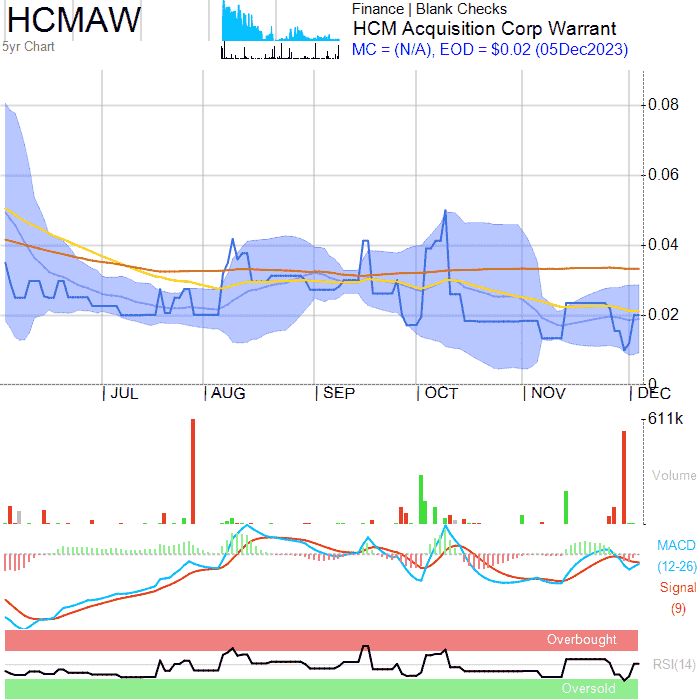 HCMAW
5yr Chart
Finance | Blank Checks
HCM Acquisition Corp Warrant
MC = (N/A), EOD = $0.02 (05Dec2023)
0.08
0.06
0.04
0.02
0
JUL
AUG
SEP
OCT
NOV
DEC
611k
Volume
MACD
(12-26)
Signal
(9)
Overbought
RSI(14)
Oversold